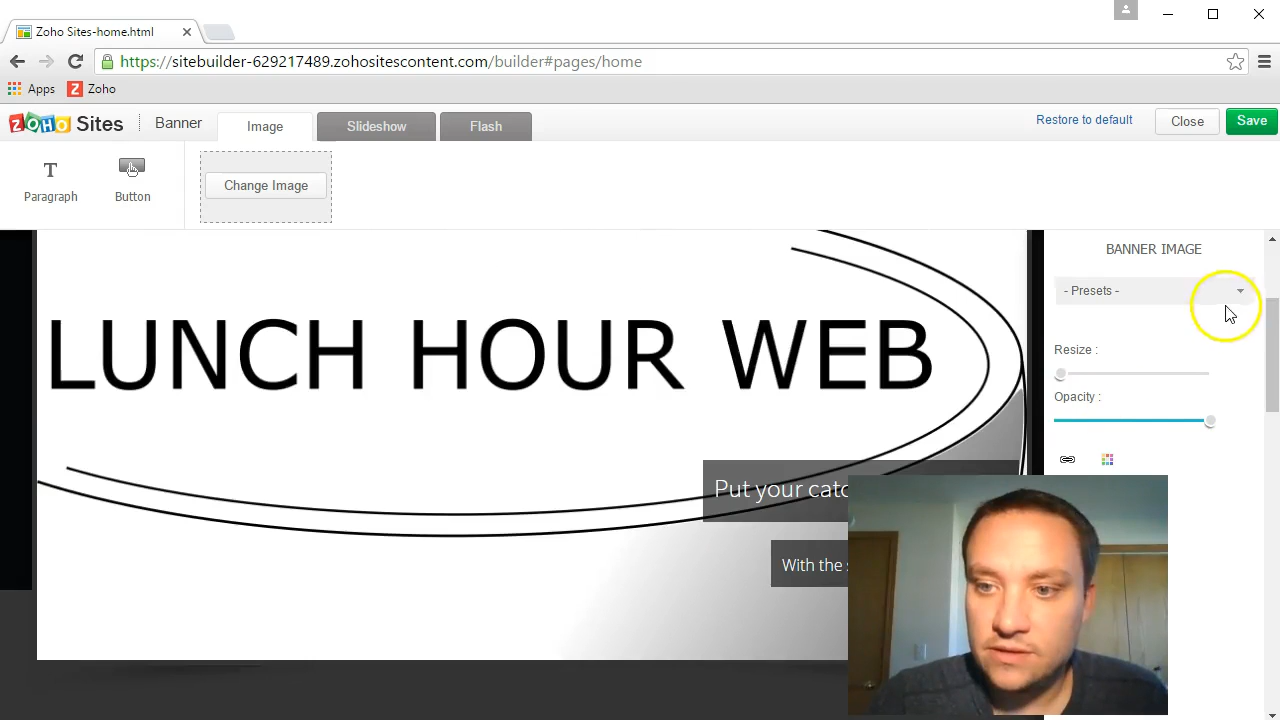 Zoho Sites-home.html
https://sitebuilder-629217489.zohositescontent.com/builder#pages/home
Apps
Zoho
ZOHO Sites
Banner
Image
Slideshow
Flash
Restore to default
Close
Save
Paragraph
Button
Change Image
BANNER IMAGE
- Presets -
Resize :
Opacity :
LUNCH HOUR WEB
Put your catc
With the s